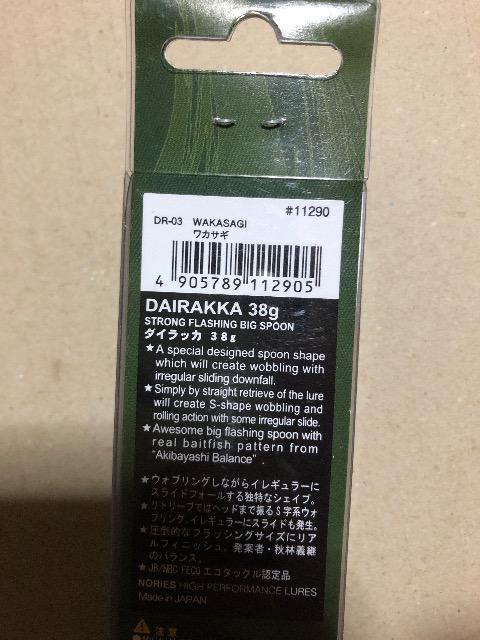 #11290
DR-03 WAKASAGI
ワカサギ
4 905789 112905
DAIRAKKA 38g
STRONG FLASHING BIG SPOON
ダイラッカ 38g
★A special designed spoon shape
which will create wobbling with
irregular sliding downfall.
★Simply by straight retrieve of the lure
will create S-shape wobbling and
rolling action with some irregular slide.
★Awesome big flashing spoon with
real baitfish pattern from
"Akibayashi Balance"
★ウォブリングしながらイレギュラーに
スライドフォールする独特なシェイプ。
★リトリーブではヘッドまで振るS字系ウォ
ブリング、イレギュラーにスライドも発生。
★圧倒的なフラッシングサイズにリア
ルフィニッシュ。発案者・秋林義継
のバランス。
★JB/NBC FECO エコタックル認定品
NORIES HIGH PERFORMANCE LURES
Made in JAPAN
注意